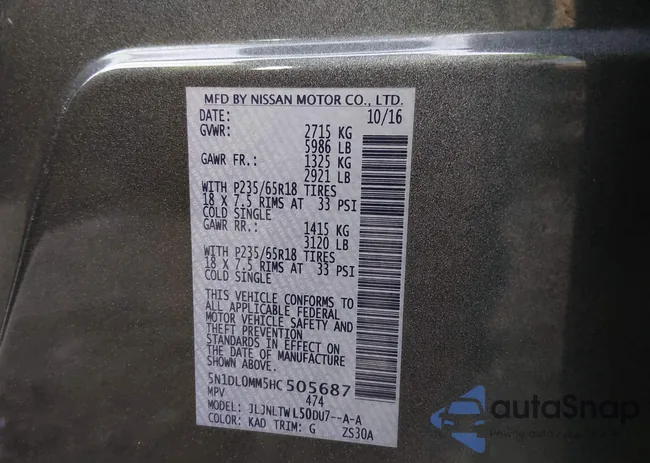 MFD BY NISSAN MOTOR CO., LTD.
DATE: 10/16
GVWR: 2715 KG
5986 LB
GAWR FR.: 1325 KG
2921 LB
WITH P235/65R18 TIRES
18 X 7.5 RIMS AT 33 PSI
COLD SINGLE
GAWR RR.: 1415 KG
3120 LB
WITH P235/65R18 TIRES
18 X 7.5 RIMS AT 33 PSI
COLD SINGLE
THIS VEHICLE CONFORMS TO
ALL APPLICABLE FEDERAL
MOTOR VEHICLE SAFETY AND
THEFT PREVENTION
STANDARDS IN EFFECT ON
THE DATE OF MANUFACTURE
SHOWN ABOVE.
5N1DL0MM5HC505687
MPV 474
MODEL: JLJNLTW L50DU7--A-A
COLOR: KAD TRIM: G ZS30A
autoSnap